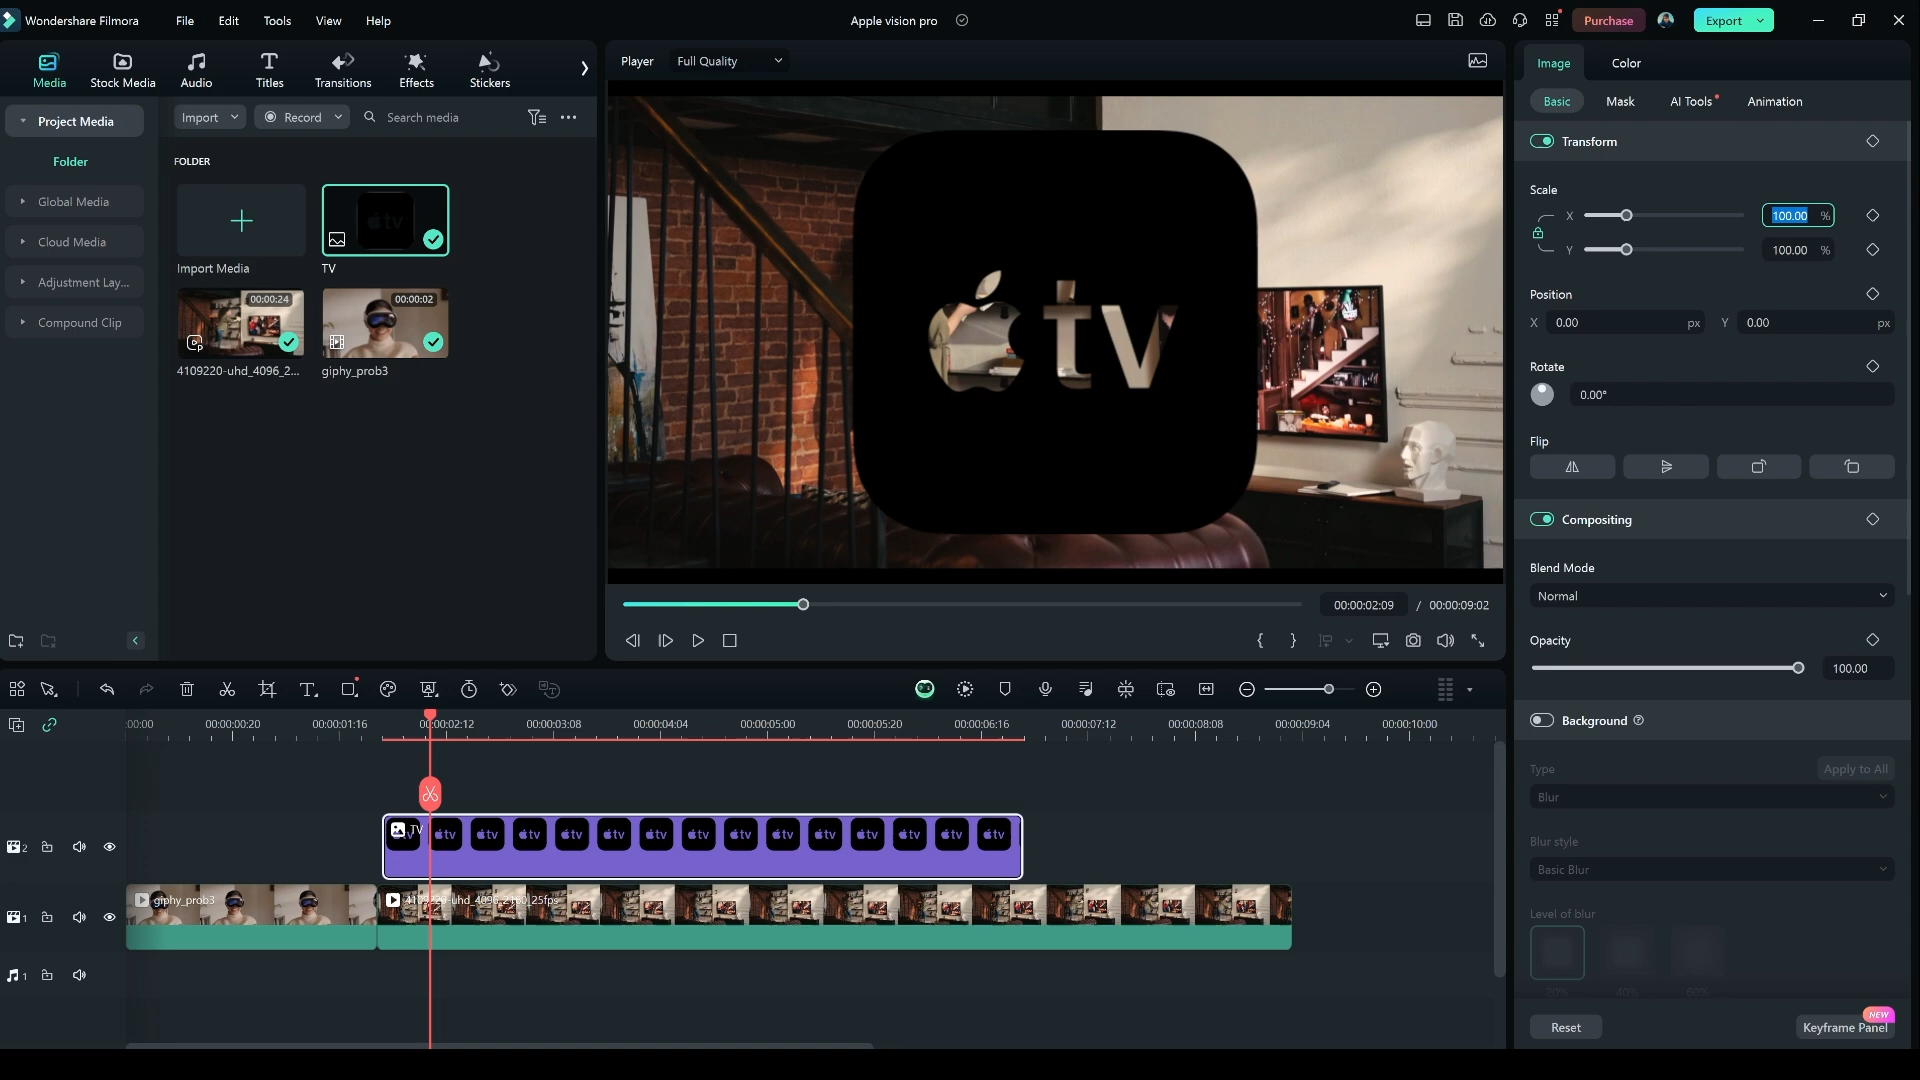 Wondershare Filmora
File
Edit
Tools
View
Help
Apple vision pro
Purchase
Export
Media
Stock Media
Audio
Titles
Transitions
Effects
Stickers
Player
Full Quality
Image
Color
Project Media
Import
Record
Search media
Basic
Mask
AI Tools
Animation
Folder
FOLDER
Transform
Global Media
Cloud Media
Adjustment Lay...
Compound Clip
Import Media
TV
00:00:24
00:00:02
4109220-uhd_4096_2...
giphy_prob3
tv
Scale
X
100.00
%
Y
100.00
%
Position
X
0.00
px
Y
0.00
px
Rotate
0.00°
Flip
Compositing
Blend Mode
Normal
Opacity
100.00
Background
Type
Apply to All
Blur
Blur style
Basic Blur
Level of blur
20%
40%
60%
Reset
NEW
Keyframe Panel
00:00:02:09
/
00:00:09:02
:00:00
00:00:00:20
00:00:01:16
00:00:02:12
00:00:03:08
00:00:04:04
00:00:05:00
00:00:05:20
00:00:06:16
00:00:07:12
00:00:08:08
00:00:09:04
00:00:10:00
2
TV
tv tv tv tv tv tv tv tv tv tv tv tv tv tv
1
giphy_prob3
4109220-uhd_4096_2160_25fps
1